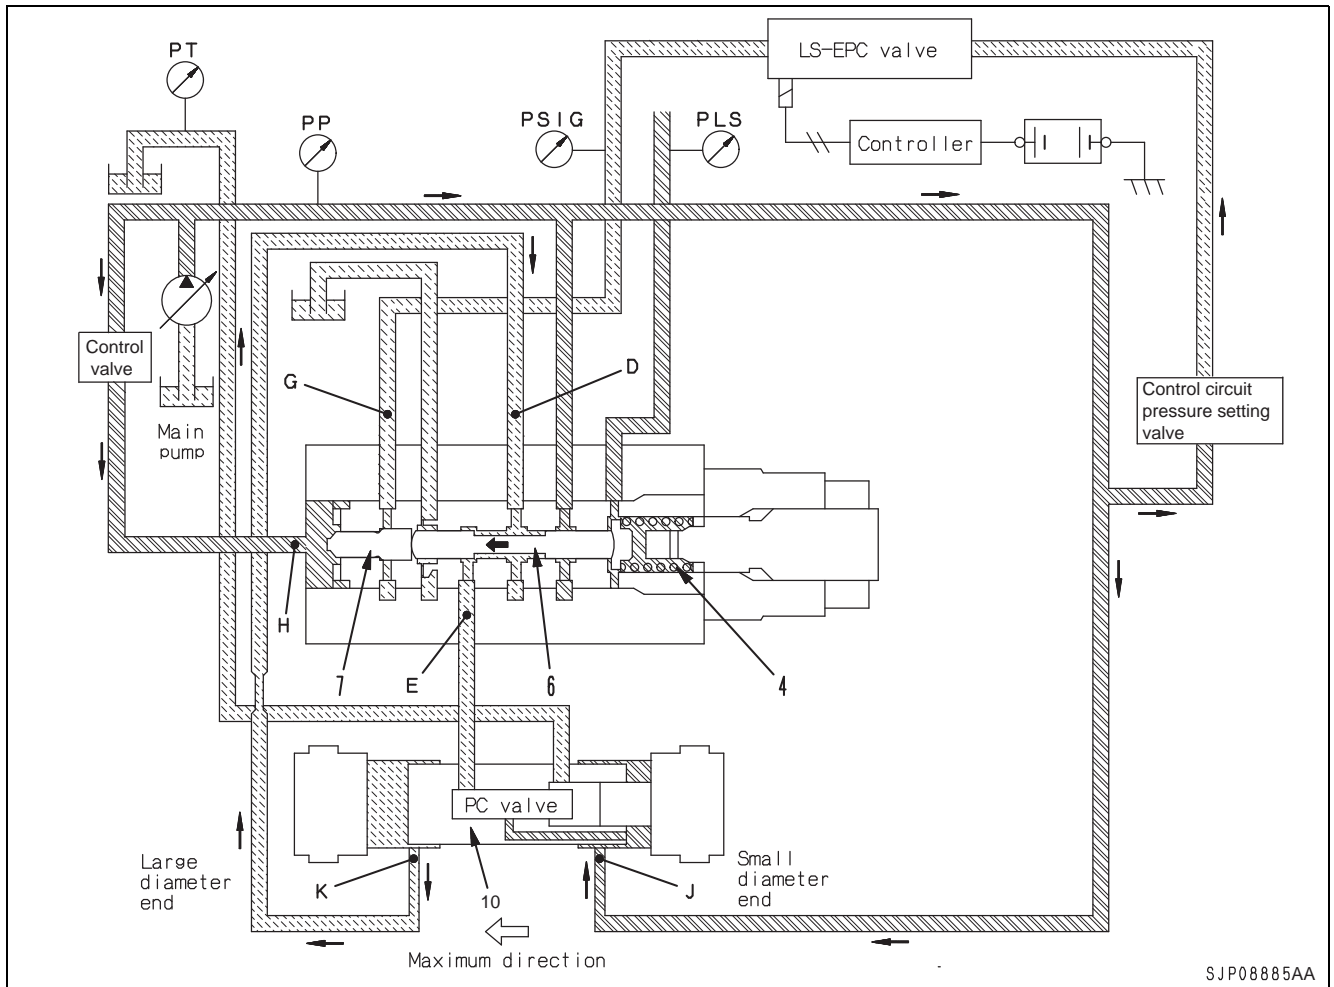 PT
PP
PSIG
PLS
LS-EPC valve
Controller
Control
valve
Main
pump
G
D
Control circuit
pressure setting
valve
H
7
E
6
4
PC valve
Large
diameter
end
K
10
J
Small
diameter
end
Maximum direction
SJP08885AA